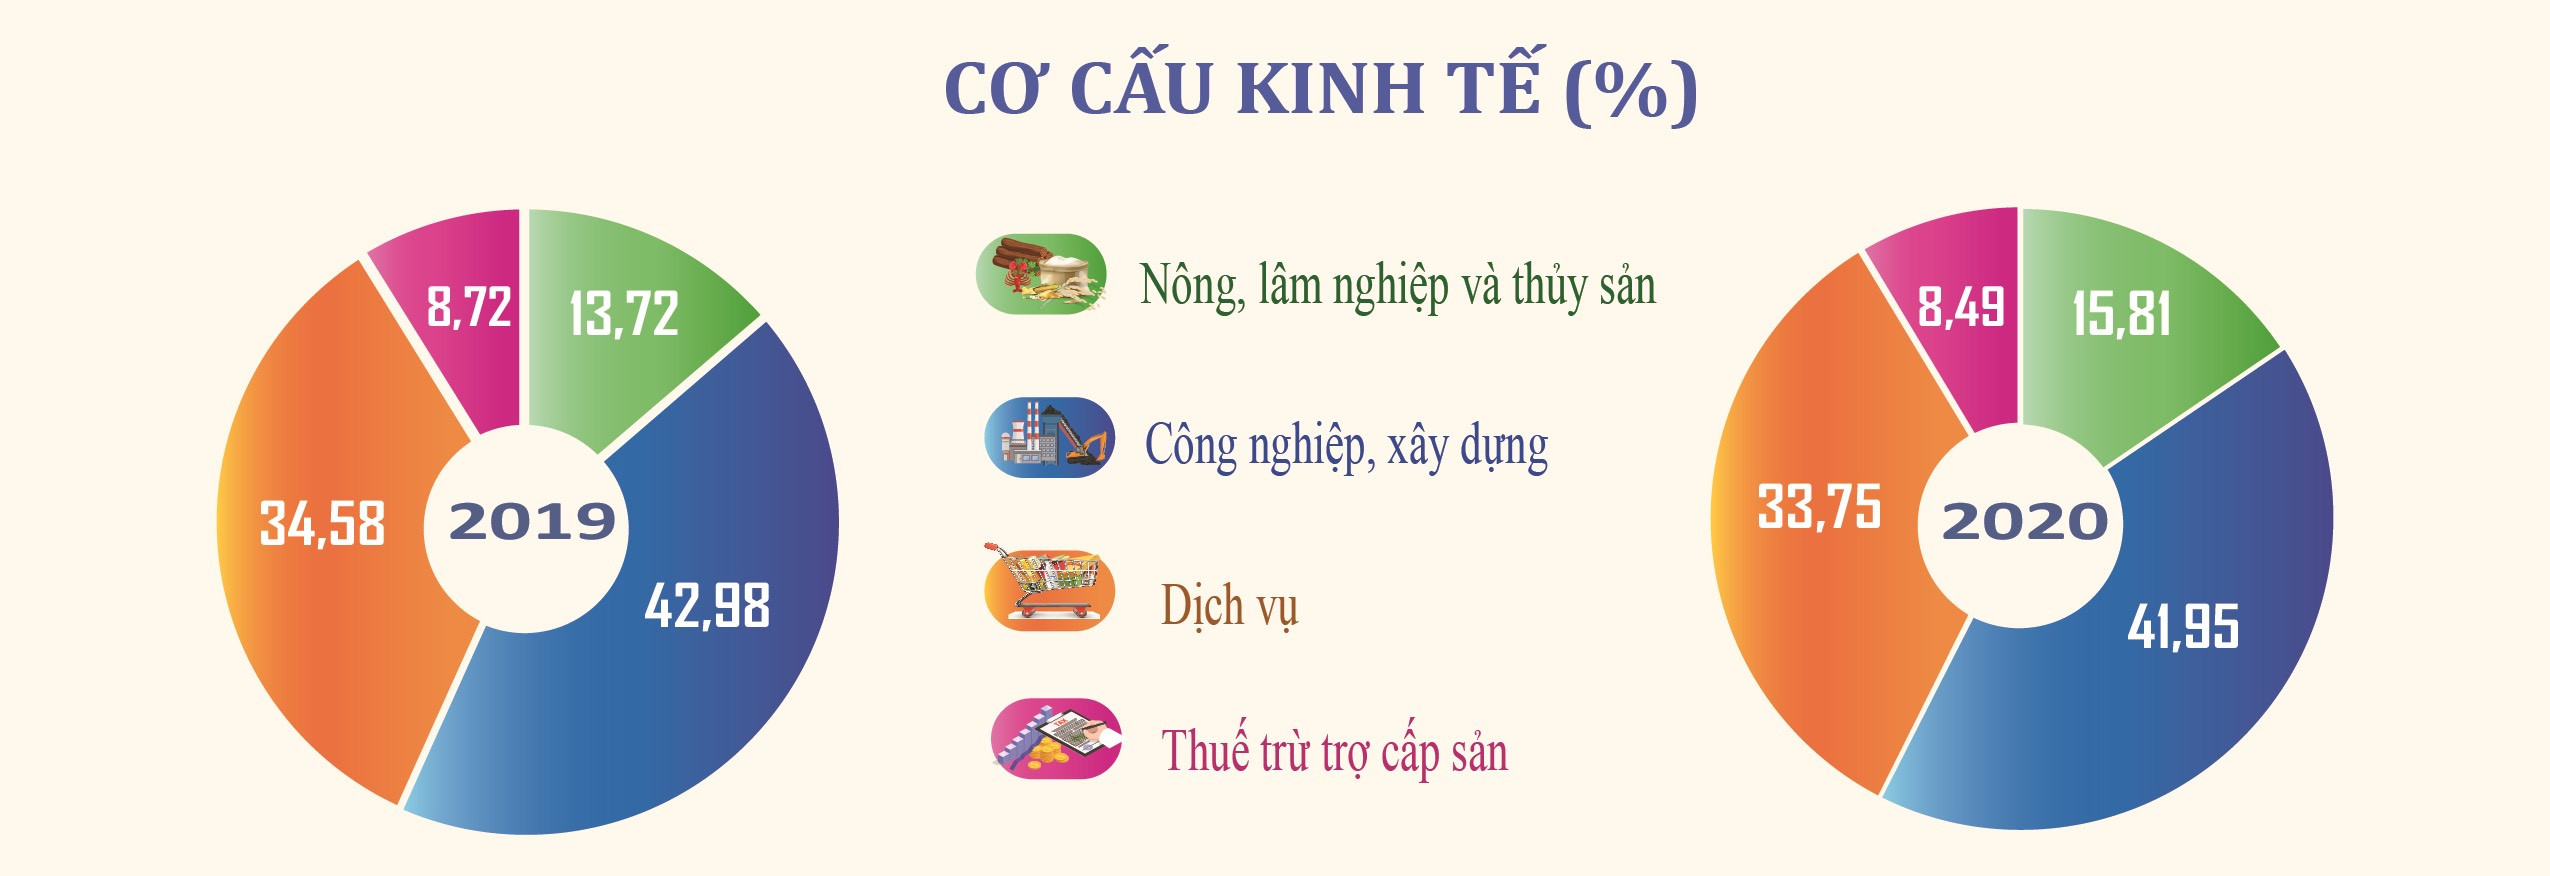 CƠ CẤU KINH TẾ (%)
8,72
13,72
34,58
2019
42,98
Nông, lâm nghiệp và thủy sản
Công nghiệp, xây dựng
Dịch vụ
TAX
Thuế trừ trợ cấp sản
8,49
15,81
33,75
2020
41,95